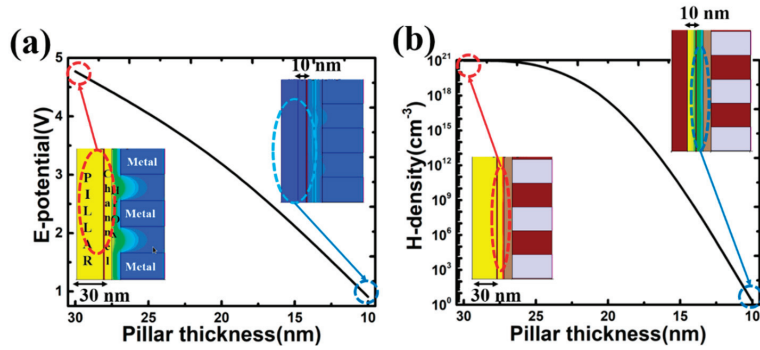 (a)
E-potential(V)
5
4
3
2
1
30
25
20
15
10
Pillar thickness(nm)
10 nm
Metal
Metal
Metal
PILLAR
Channel
30 nm
(b)
H-density(cm⁻³)
10²¹
10¹⁸
10¹⁵
10¹²
10⁹
10⁶
10³
10⁰
30
25
20
15
10
Pillar thickness(nm)
10 nm
30 nm